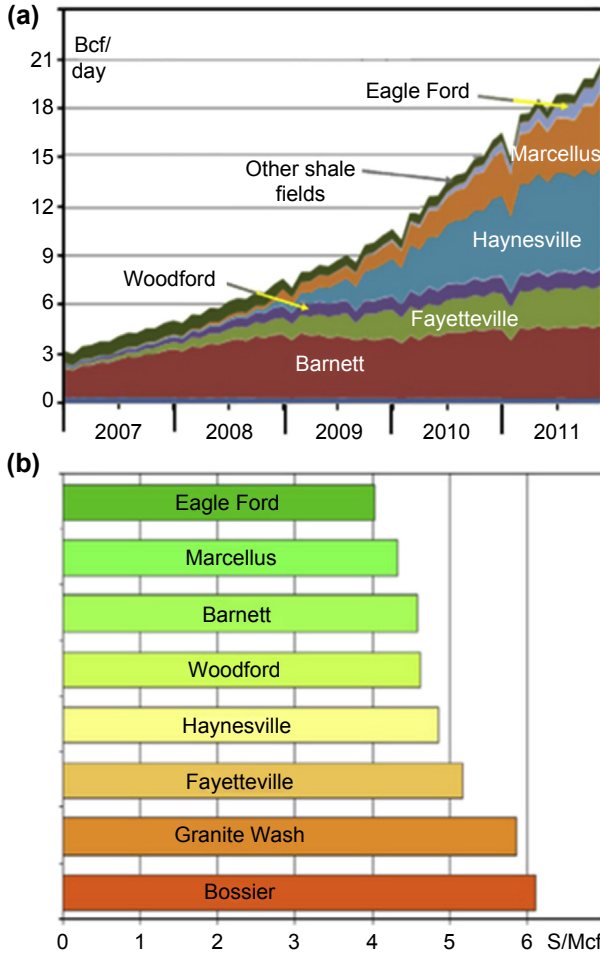 (a)
Bcf/
day
21
18
15
12
9
6
3
0
Eagle Ford
Marcellus
Other shale
fields
Haynesville
Woodford
Fayetteville
Barnett
2007 2008 2009 2010 2011
(b)
Eagle Ford
Marcellus
Barnett
Woodford
Haynesville
Fayetteville
Granite Wash
Bossier
0 1 2 3 4 5 6 S/Mcf